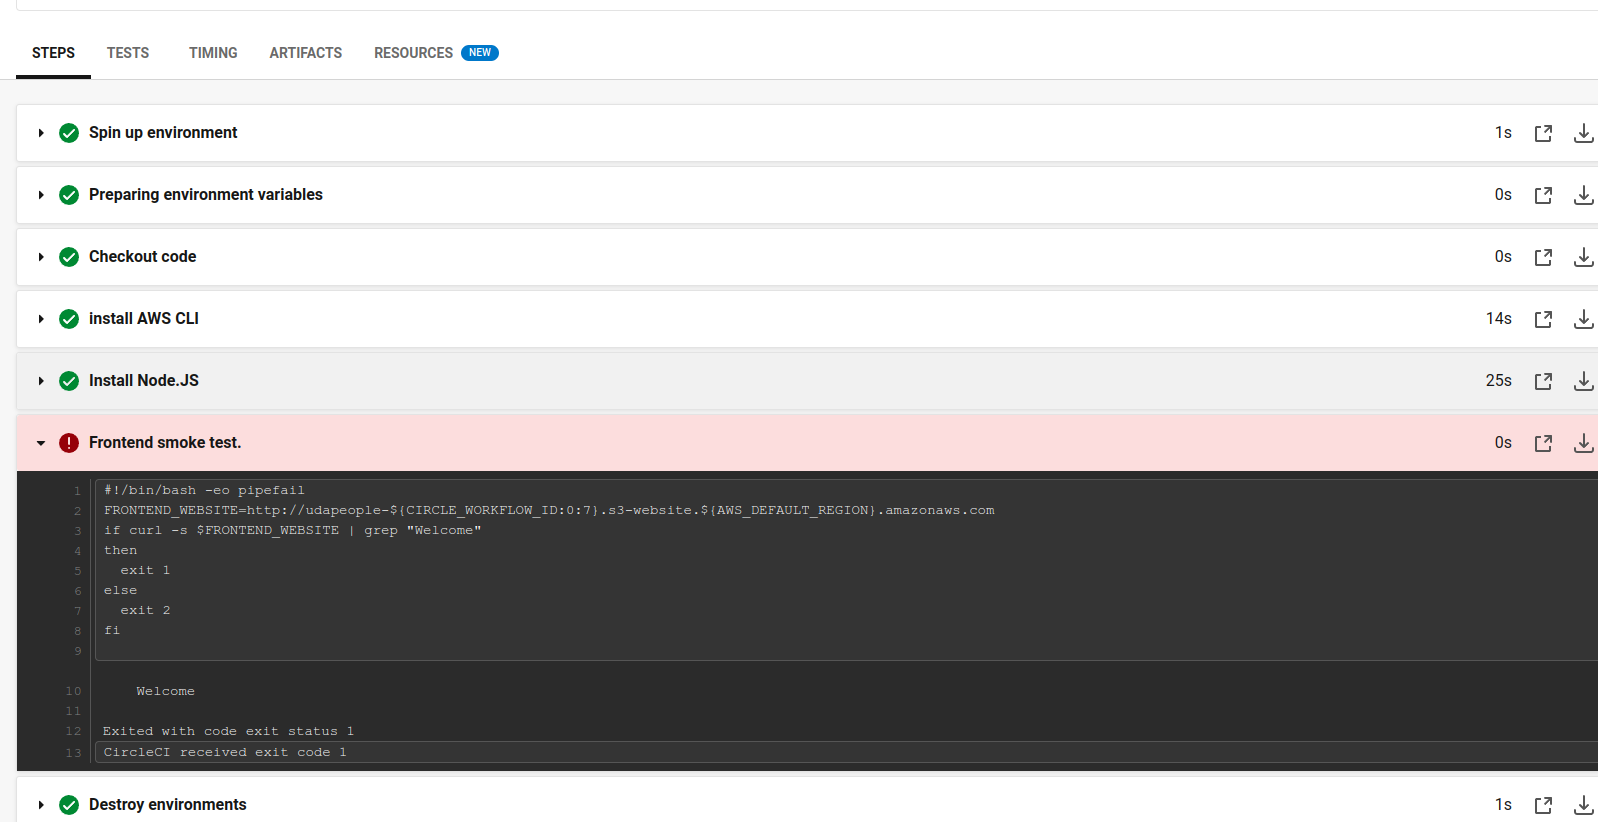 STEPS TESTS TIMING ARTIFACTS RESOURCES NEW
Spin up environment 1s
Preparing environment variables 0s
Checkout code 0s
install AWS CLI 14s
Install Node.JS 25s
Frontend smoke test. 0s
1 #!/bin/bash -eo pipefail
2 FRONTEND_WEBSITE=http://udapeople-${CIRCLE_WORKFLOW_ID:0:7}.s3-website.${AWS_DEFAULT_REGION}.amazonaws.com
3 if curl -s $FRONTEND_WEBSITE | grep "Welcome"
4 then
5 exit 1
6 else
7 exit 2
8 fi
9
10 Welcome
11
12 Exited with code exit status 1
13 CircleCI received exit code 1
Destroy environments 1s